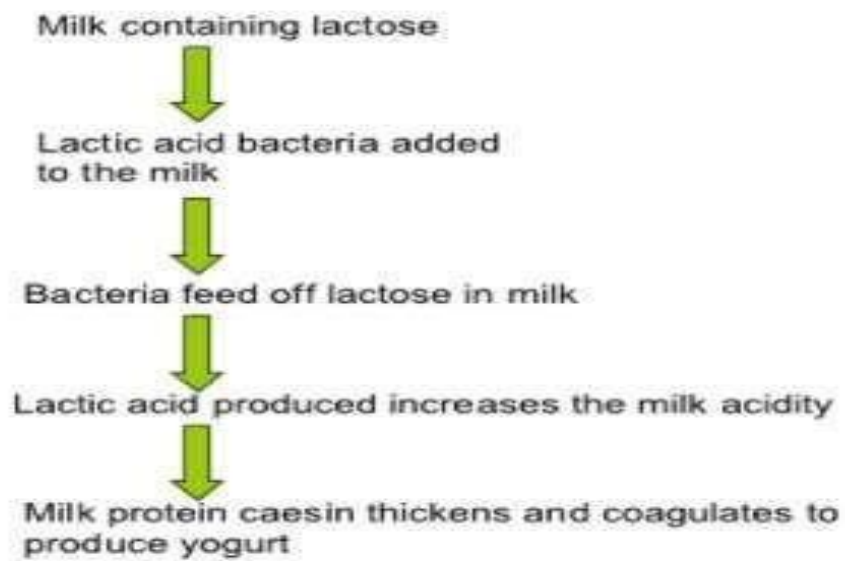 Milk containing lactose
Lactic acid bacteria added
to the milk
Bacteria feed off lactose in milk
Lactic acid produced increases the milk acidity
Milk protein caesin thickens and coagulates to
produce yogurt